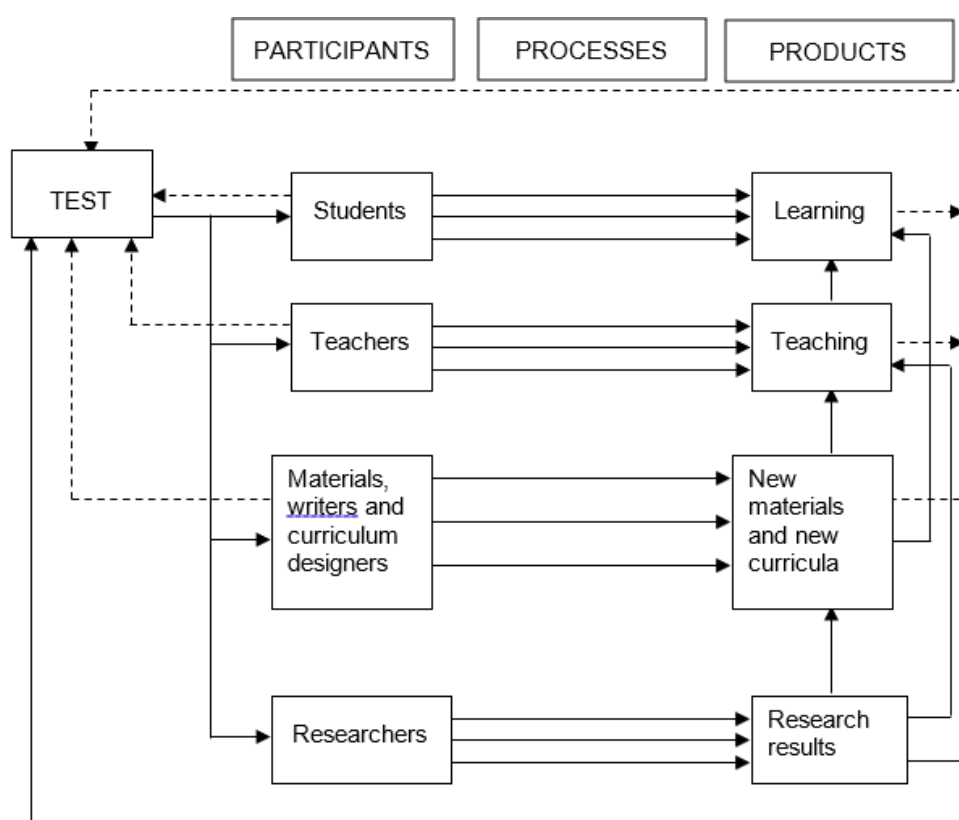 PARTICIPANTS
PROCESSES
PRODUCTS
TEST
Students
Learning
Teachers
Teaching
Materials,
writers and
curriculum
designers
New
materials
and new
curricula
Researchers
Research
results